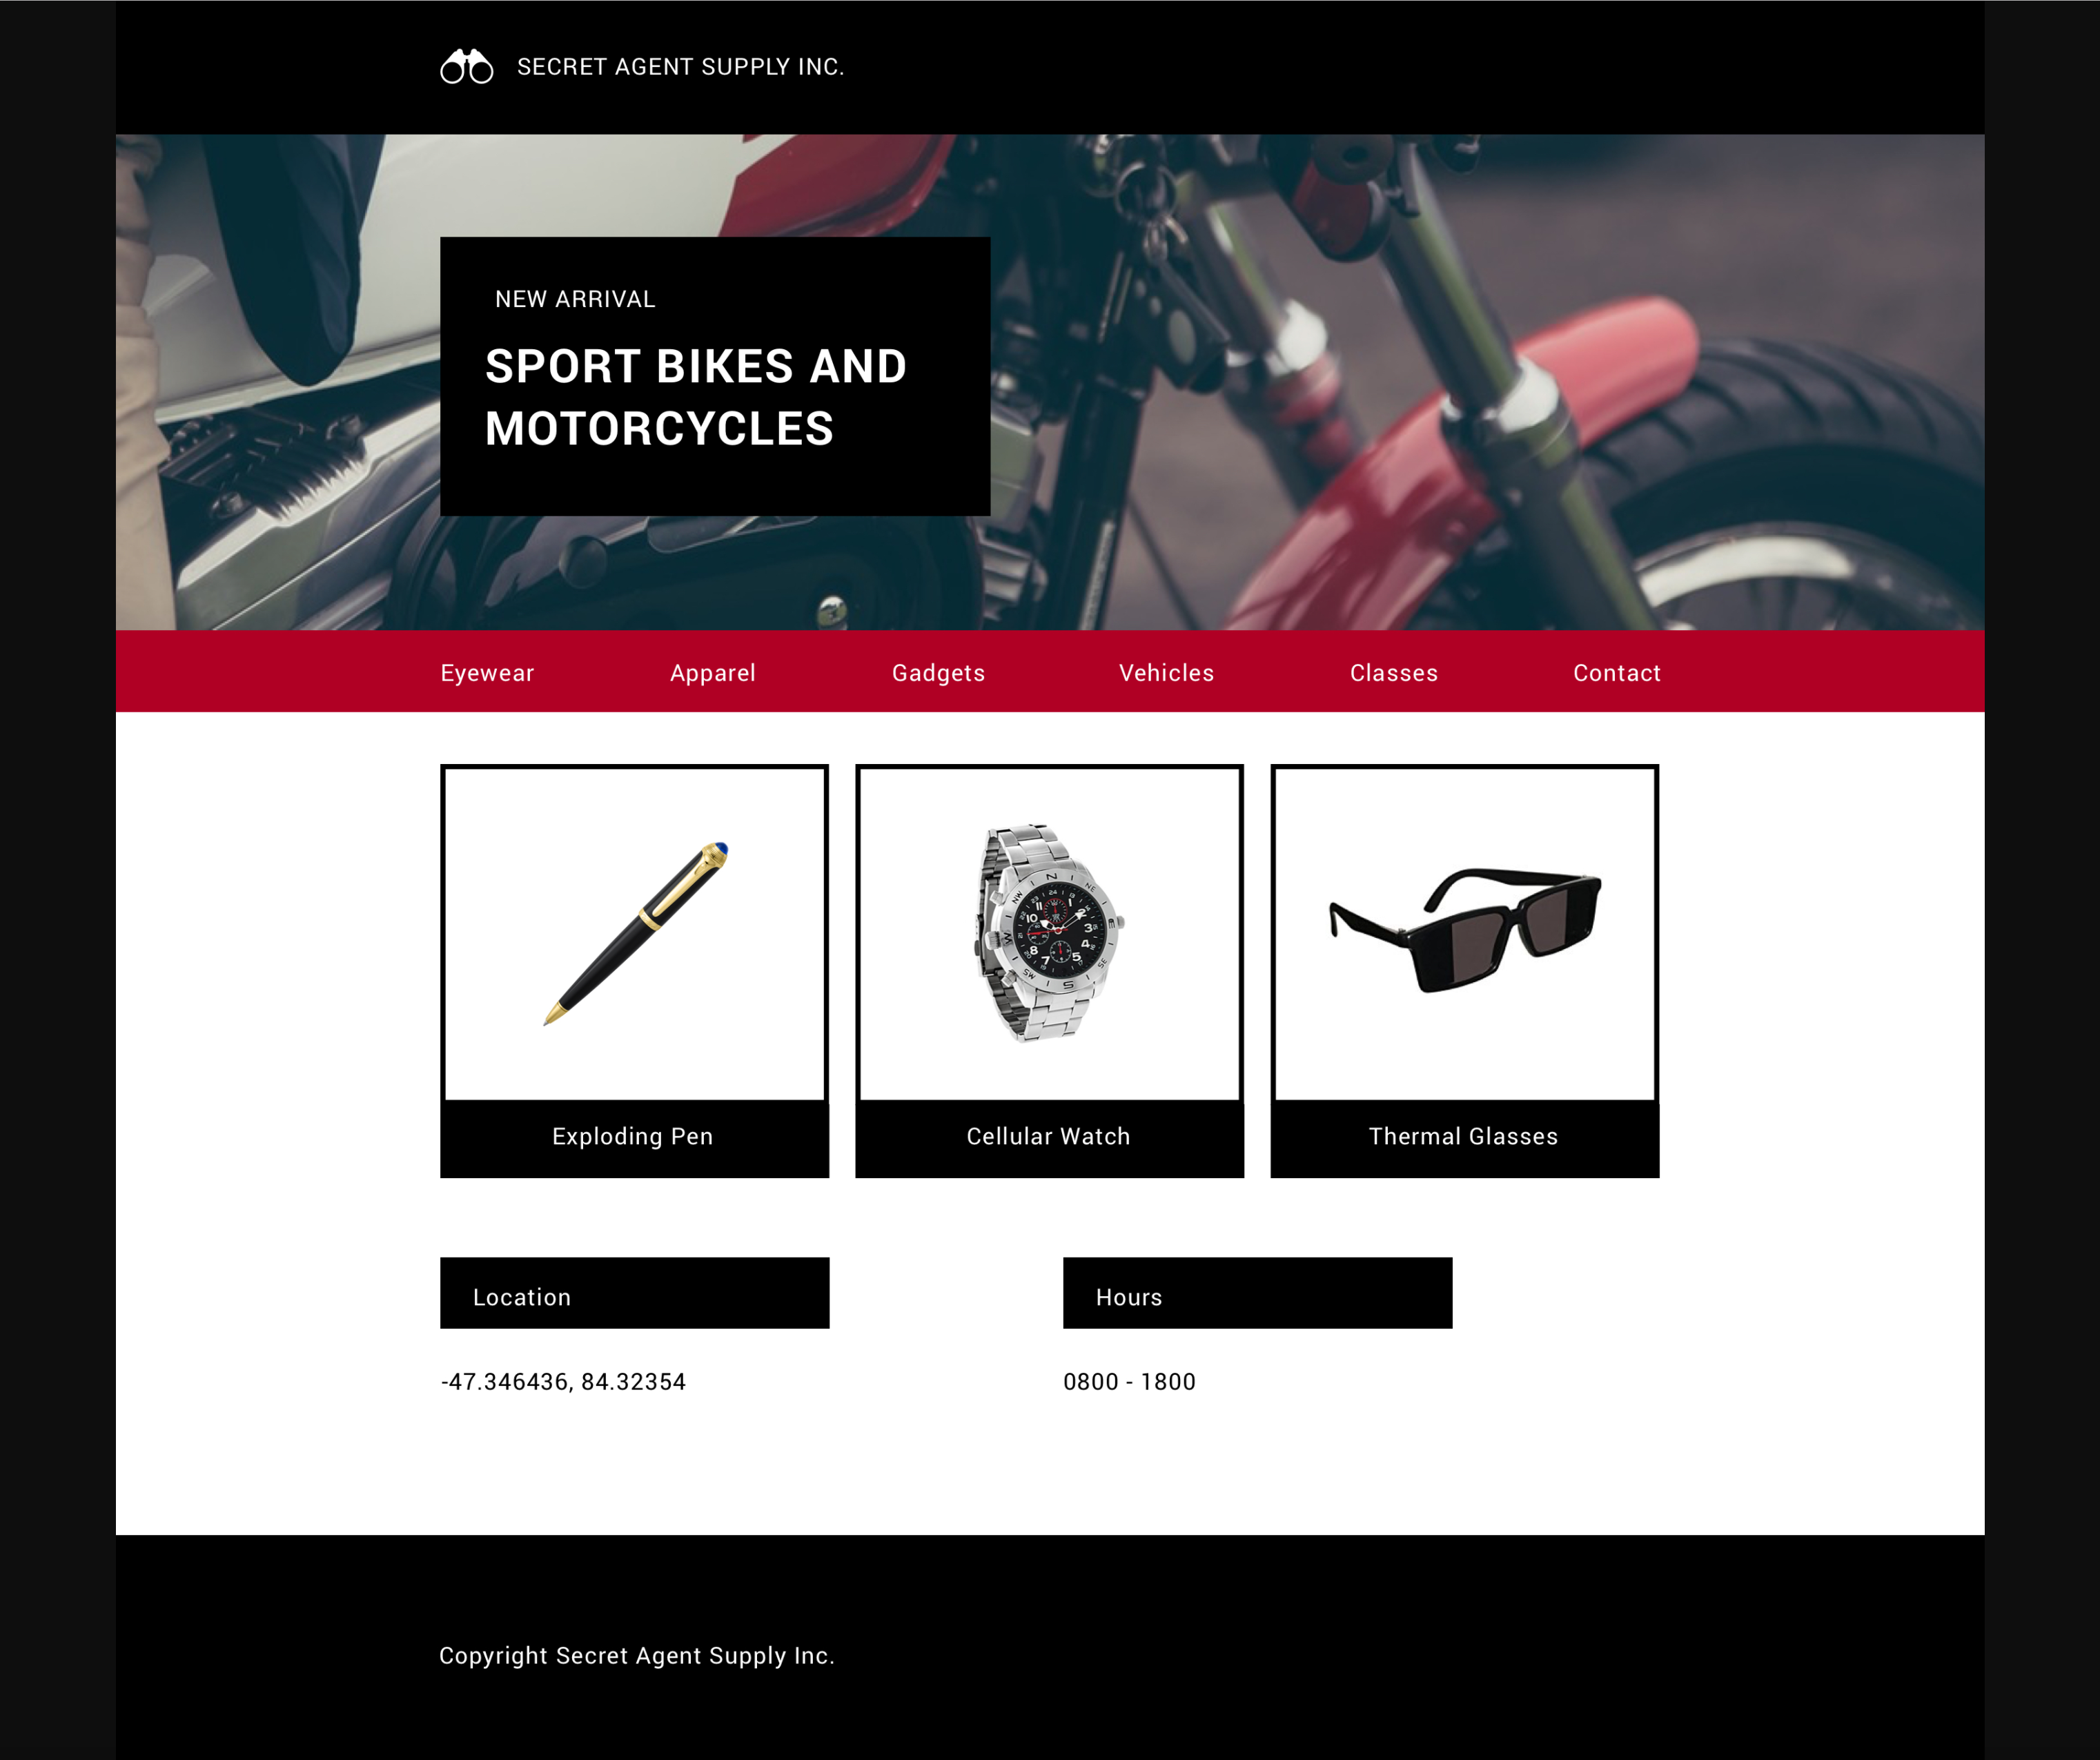 SECRET AGENT SUPPLY INC.
NEW ARRIVAL
SPORT BIKES AND
MOTORCYCLES
Eyewear Apparel Gadgets Vehicles Classes Contact
Exploding Pen Cellular Watch Thermal Glasses
Location Hours
-47.346436, 84.32354 0800 - 1800
Copyright Secret Agent Supply Inc.